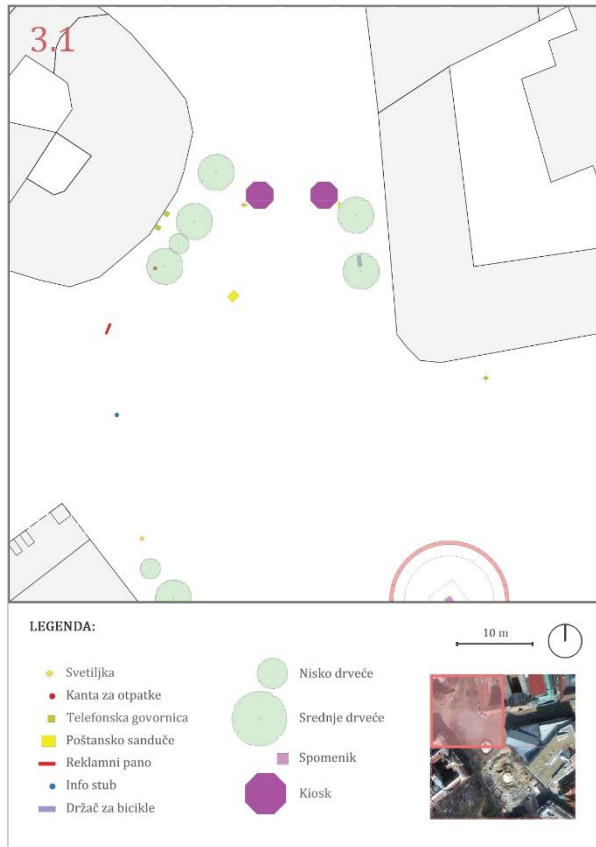 3.1
LEGENDA:
10 m
Svetiljka
Kanta za otpatke
Telefonska govornica
Poštansko sanduče
Reklamni pano
Info stub
Držač za bicikle
Nisko drveće
Srednje drveće
Spomenik
Kiosk